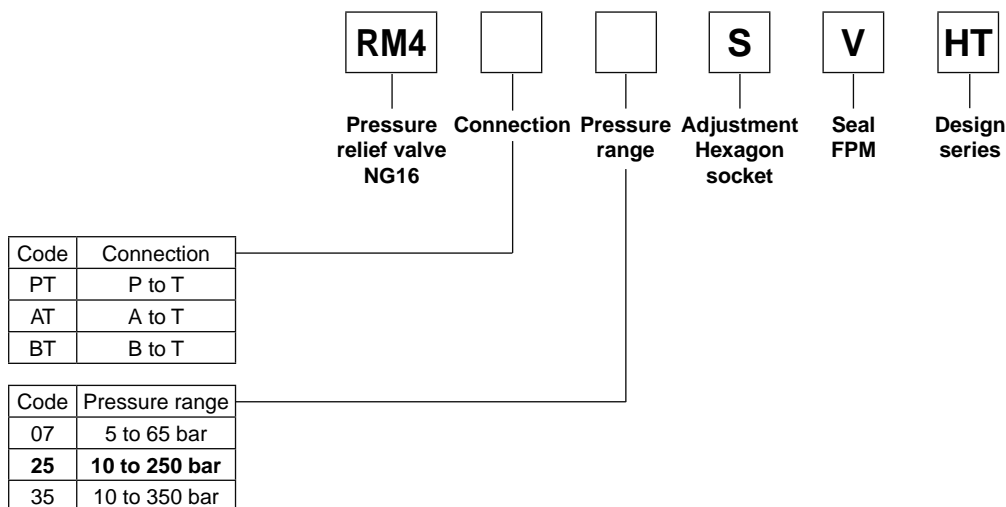 RM4 S V HT
Pressure relief valve NG16
Connection
Pressure range
Adjustment Hexagon socket
Seal FPM
Design series
Code Connection
PT P to T
AT A to T
BT B to T
Code Pressure range
07 5 to 65 bar
25 10 to 250 bar
35 10 to 350 bar